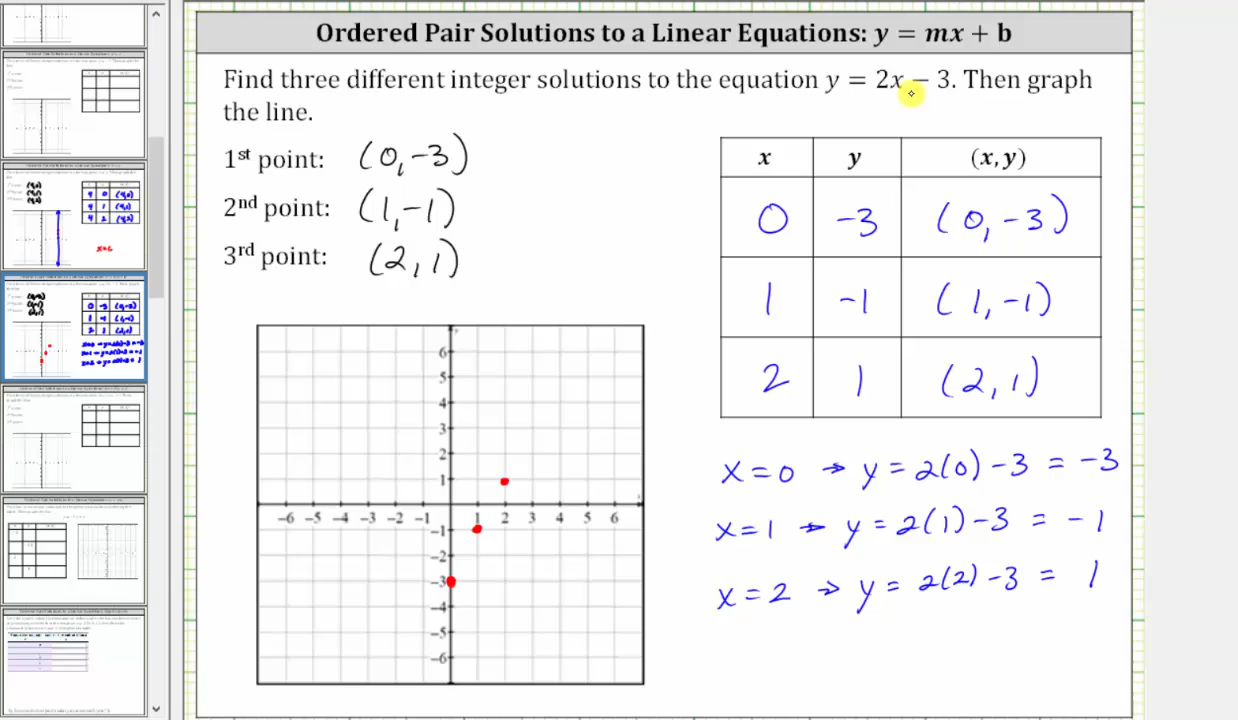 Ordered Pair Solutions to a Linear Equations: y = mx + b
Find three different integer solutions to the equation y = 2x − 3. Then graph
the line.
1st point: (0, -3)
2nd point: (1, -1)
3rd point: (2, 1)
x y (x, y)
0 -3 (0, -3)
1 -1 (1, -1)
2 1 (2, 1)
6
5
4
3
2
1
−6 −5 −4 −3 −2 −1 1 2 3 4 5 6
−1
−2
−3
−4
−5
−6
x = 0 → y = 2(0) - 3 = -3
x = 1 → y = 2(1) - 3 = -1
x = 2 → y = 2(2) - 3 = 1